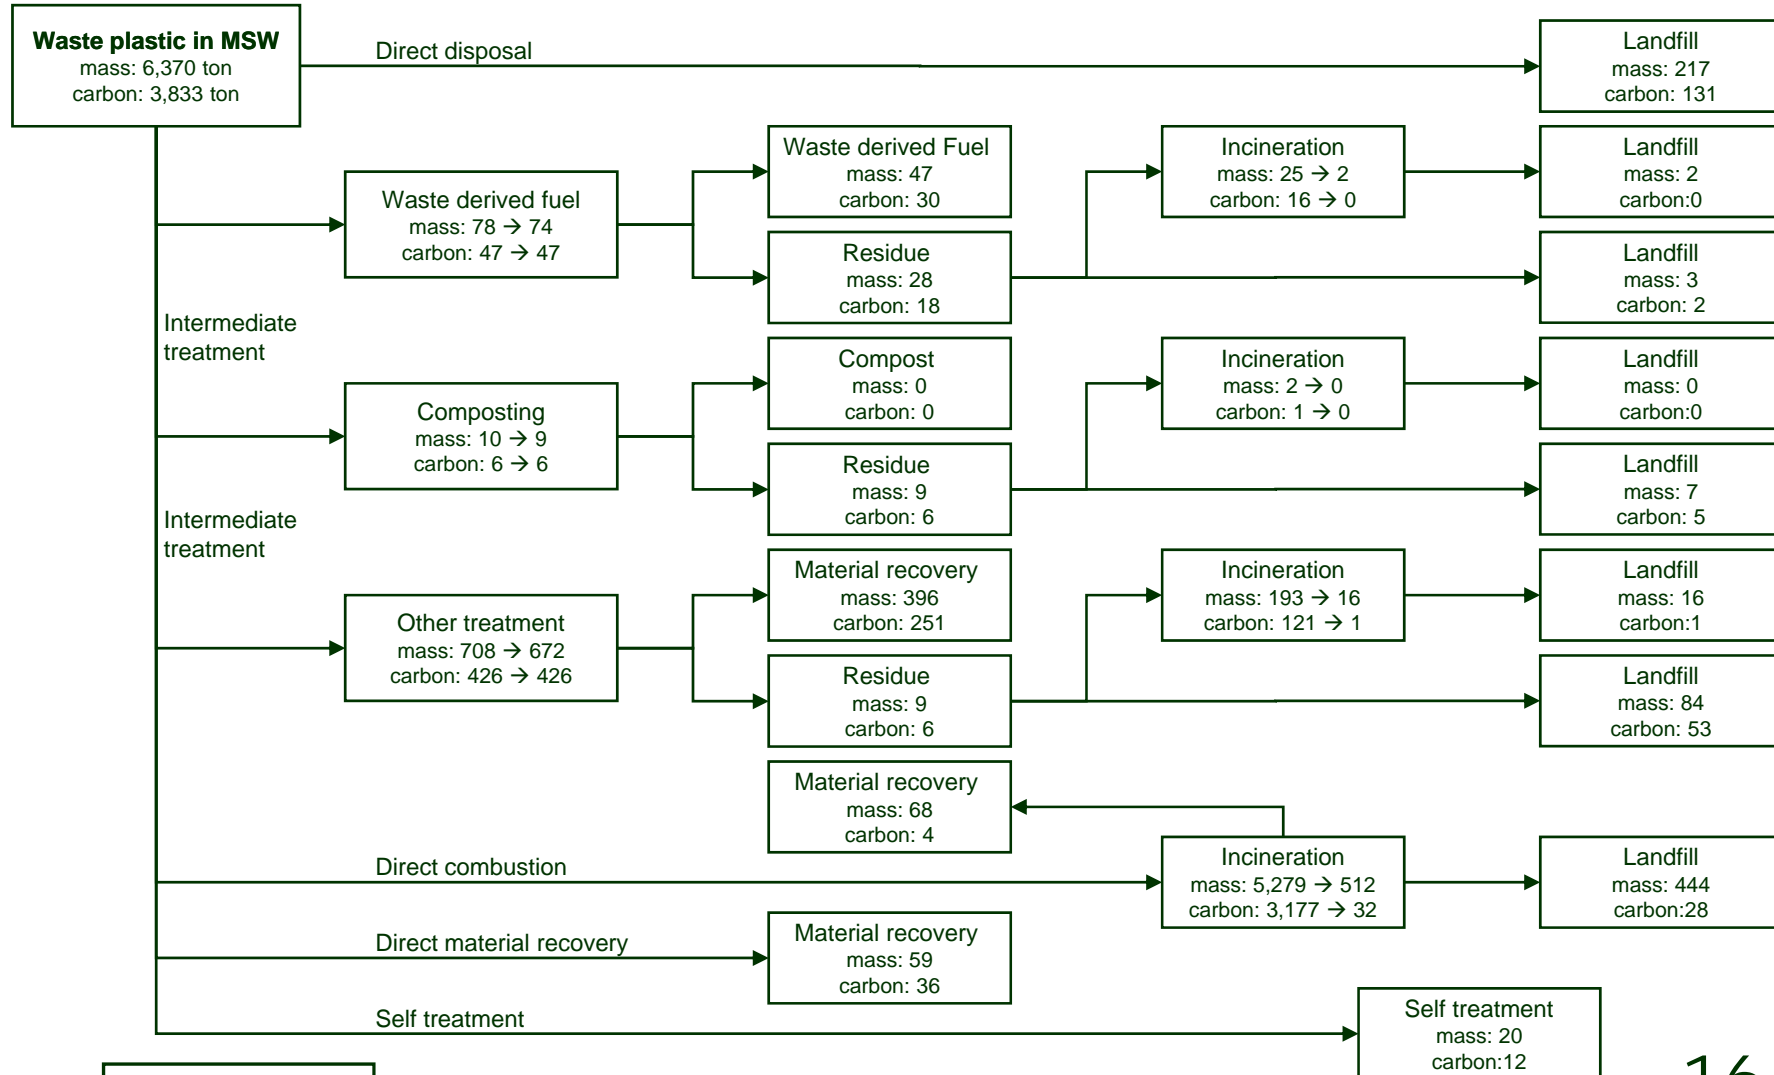 Waste plastic in MSW
mass: 6,370 ton
carbon: 3,833 ton
Direct disposal
Landfill
mass: 217
carbon: 131
Waste derived fuel
mass: 78 → 74
carbon: 47 → 47
Waste derived Fuel
mass: 47
carbon: 30
Incineration
mass: 25 → 2
carbon: 16 → 0
Landfill
mass: 2
carbon:0
Residue
mass: 28
carbon: 18
Landfill
mass: 3
carbon: 2
Intermediate
treatment
Composting
mass: 10 → 9
carbon: 6 → 6
Compost
mass: 0
carbon: 0
Incineration
mass: 2 → 0
carbon: 1 → 0
Landfill
mass: 0
carbon:0
Residue
mass: 9
carbon: 6
Landfill
mass: 7
carbon: 5
Intermediate
treatment
Other treatment
mass: 708 → 672
carbon: 426 → 426
Material recovery
mass: 396
carbon: 251
Incineration
mass: 193 → 16
carbon: 121 → 1
Landfill
mass: 16
carbon:1
Residue
mass: 9
carbon: 6
Landfill
mass: 84
carbon: 53
Material recovery
mass: 68
carbon: 4
Direct combustion
Incineration
mass: 5,279 → 512
carbon: 3,177 → 32
Landfill
mass: 444
carbon:28
Direct material recovery
Material recovery
mass: 59
carbon: 36
Self treatment
Self treatment
mass: 20
carbon:12
16